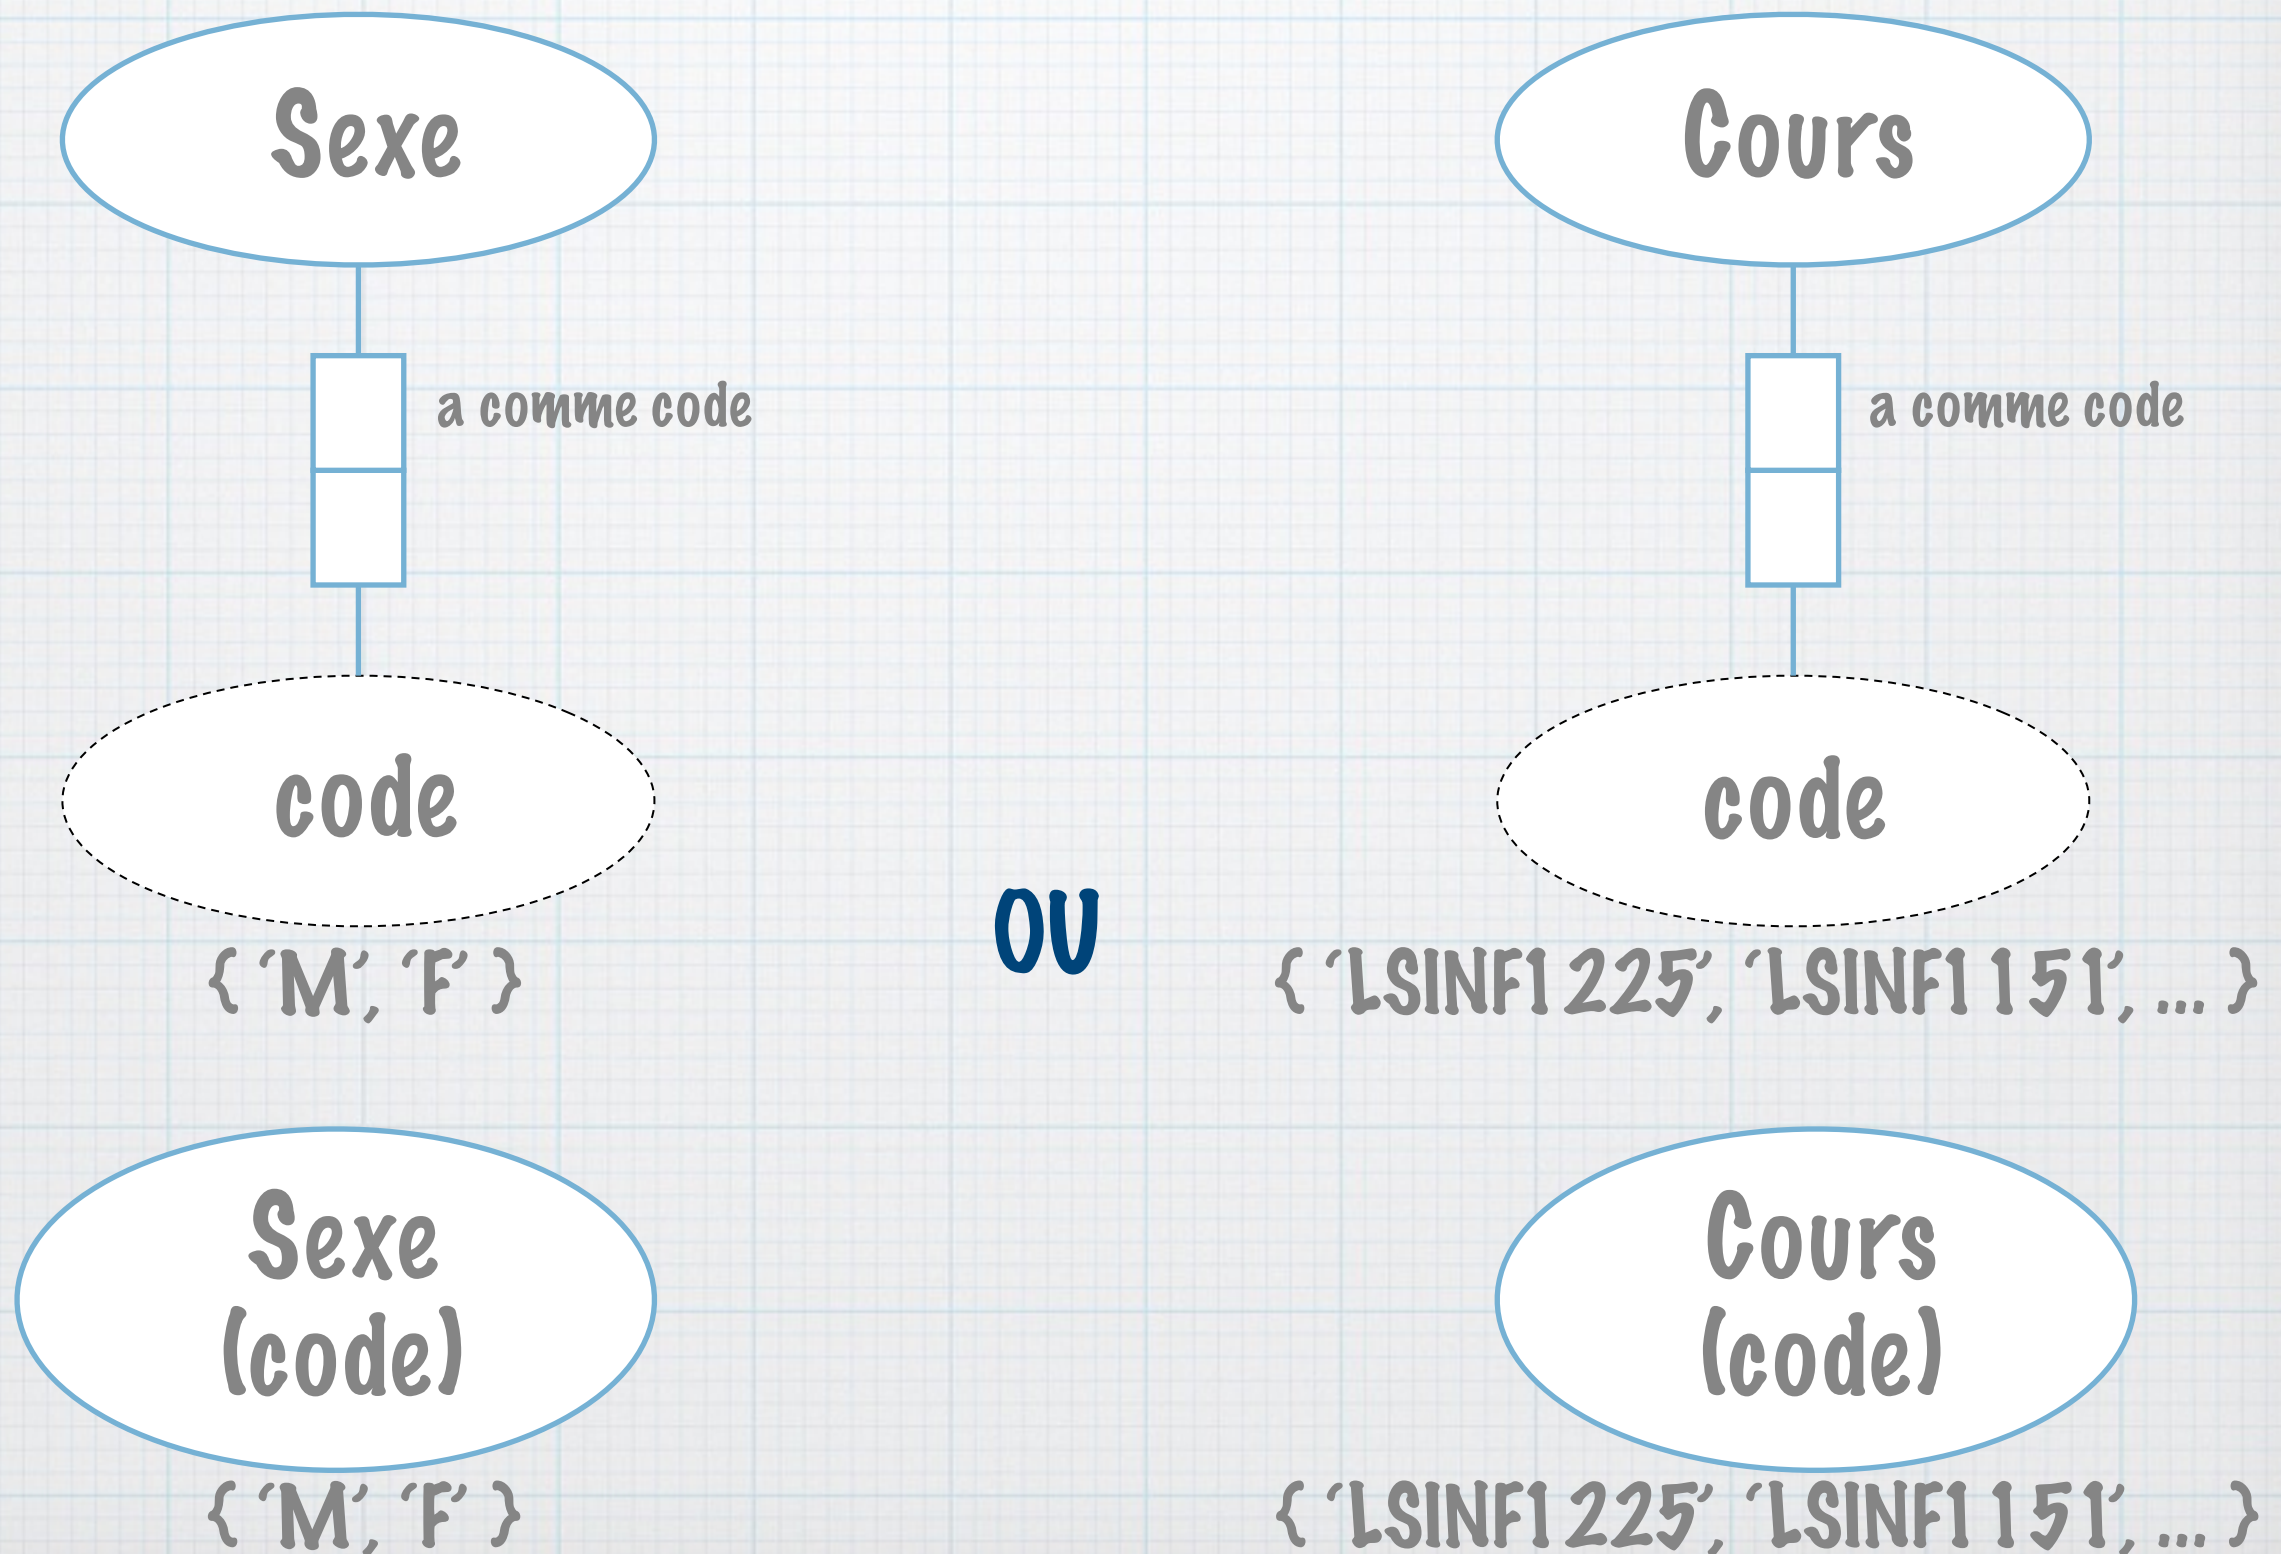 Sexe
Cours
a comme code
a comme code
code
code
{ ‘M’, ‘F’ }
ou
{ ‘LSINF1225’, ‘LSINF1151’, ... }
Sexe
(code)
Cours
(code)
{ ‘M’, ‘F’ }
{ ‘LSINF1225’, ‘LSINF1151’, ... }